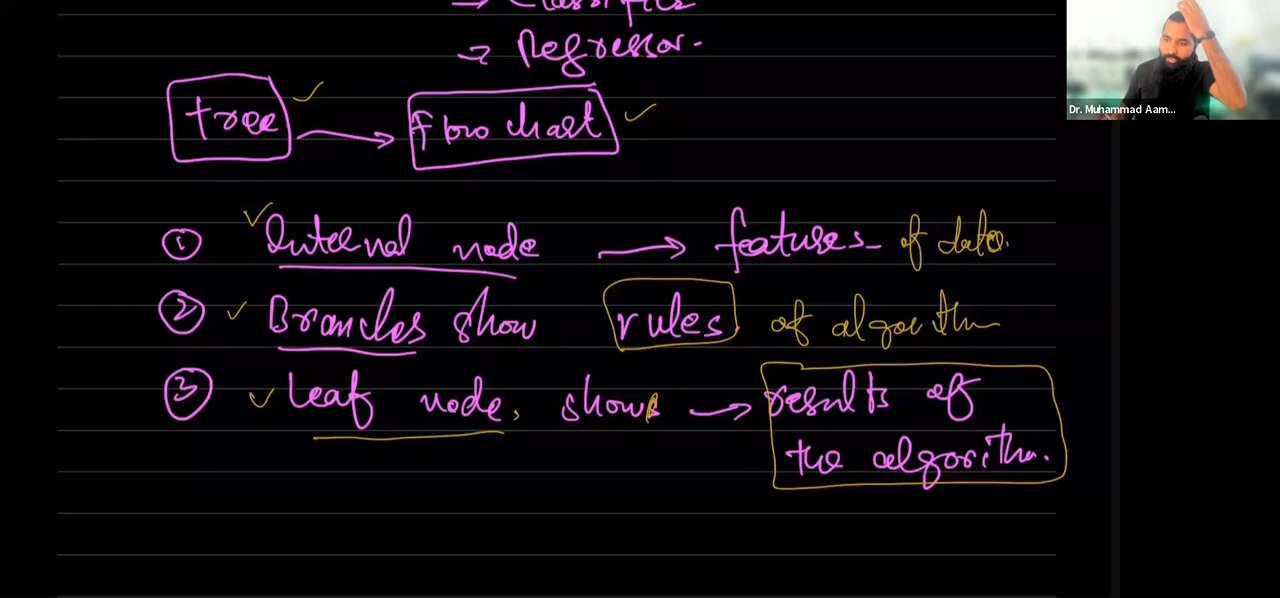 → Classifier
→ Regressor.
tree → flow chart
① Internal node → features of data.
② Branches show rules of algorithm
③ Leaf node, shows → results of
the algorithm.
Dr. Muhammad Aam...